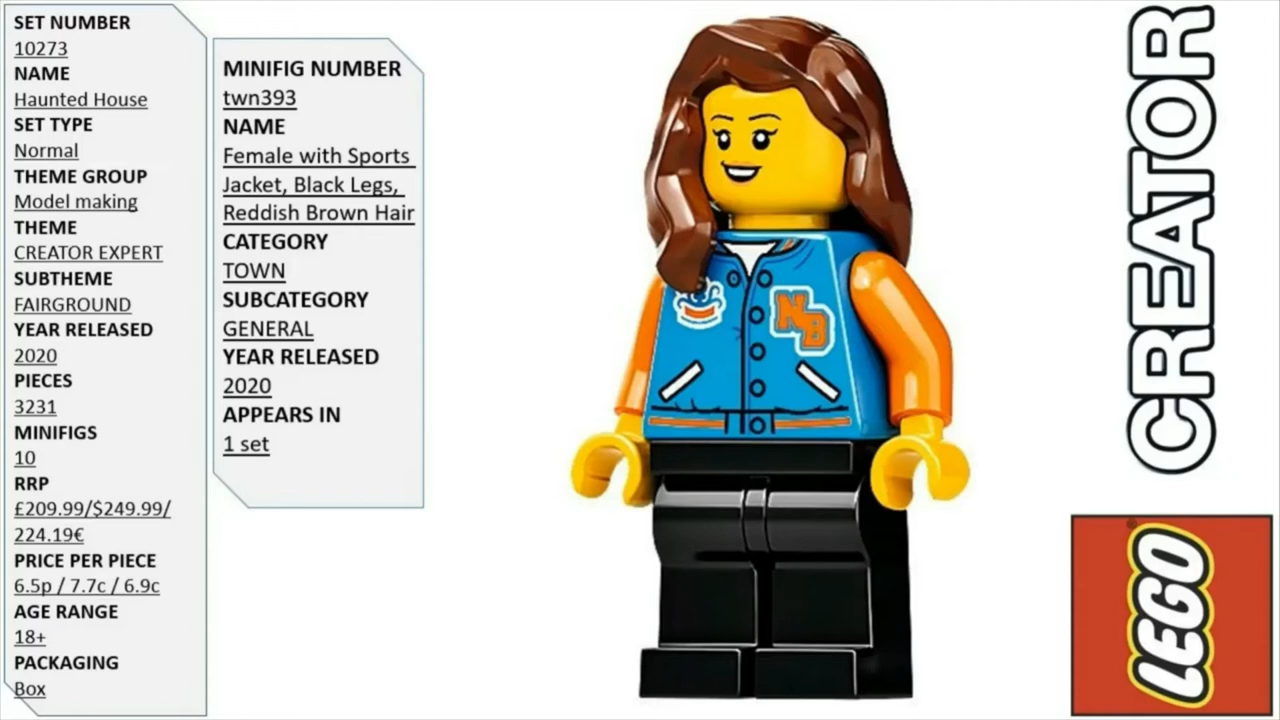 SET NUMBER
10273
NAME
Haunted House
SET TYPE
Normal
THEME GROUP
Model making
THEME
CREATOR EXPERT
SUBTHEME
FAIRGROUND
YEAR RELEASED
2020
PIECES
3231
MINIFIGS
10
RRP
£209.99/$249.99/
224.19€
PRICE PER PIECE
6.5p / 7.7c / 6.9c
AGE RANGE
18+
PACKAGING
Box
MINIFIG NUMBER
twn393
NAME
Female with Sports
Jacket, Black Legs,
Reddish Brown Hair
CATEGORY
TOWN
SUBCATEGORY
GENERAL
YEAR RELEASED
2020
APPEARS IN
1 set
NB
CREATOR
LEGO